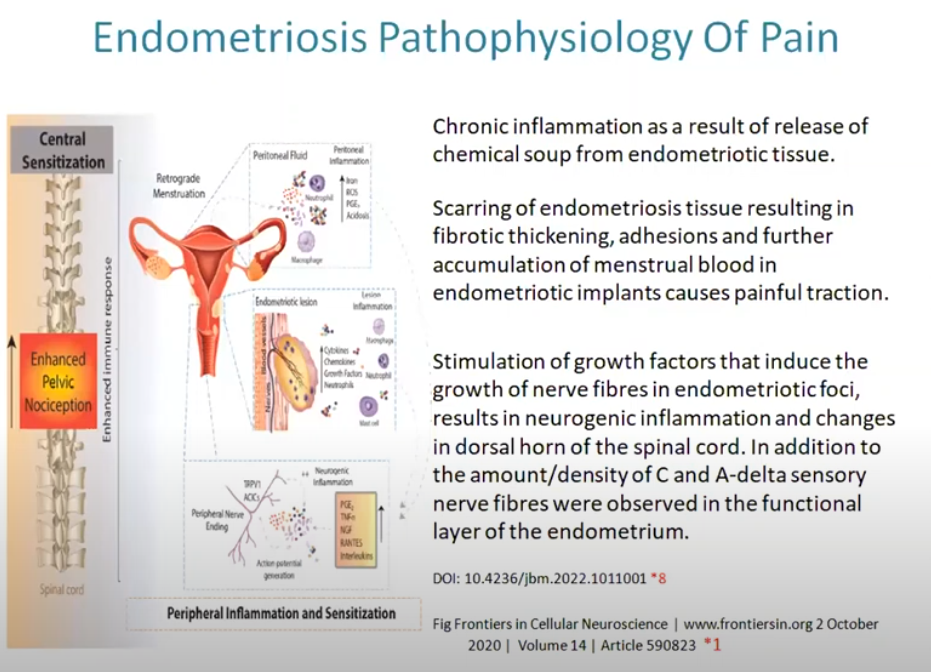 Endometriosis Pathophysiology Of Pain
Central
Sensitization
Enhanced
Pelvic
Nociception
Spinal cord
Enhanced immune response
Retrograde
Menstruation
Peritoneal Fluid
Peritoneal
Inflammation
Neutrophil
Iron
ROS
PGE₂
Acidosis
Macrophage
Endometriotic lesion
Lesion
Inflammation
Blood vessels
Nerves
Macrophage
Cytokines
Chemokines
Growth Factors
Neutrophils
Neutrophil
Mast cell
Neurogenic
Inflammation
TRPV1
ACICs
Peripheral Nerve
Ending
PGE₂
TNFα
NGF
RANTES
Interleukins
Action potential
generation
Peripheral Inflammation and Sensitization
Chronic inflammation as a result of release of
chemical soup from endometriotic tissue.
Scarring of endometriosis tissue resulting in
fibrotic thickening, adhesions and further
accumulation of menstrual blood in
endometriotic implants causes painful traction.
Stimulation of growth factors that induce the
growth of nerve fibres in endometriotic foci,
results in neurogenic inflammation and changes
in dorsal horn of the spinal cord. In addition to
the amount/density of C and A-delta sensory
nerve fibres were observed in the functional
layer of the endometrium.
DOI: 10.4236/jbm.2022.1011001 *8
Fig Frontiers in Cellular Neuroscience | www.frontiersin.org 2 October
2020 | Volume 14 | Article 590823 *1